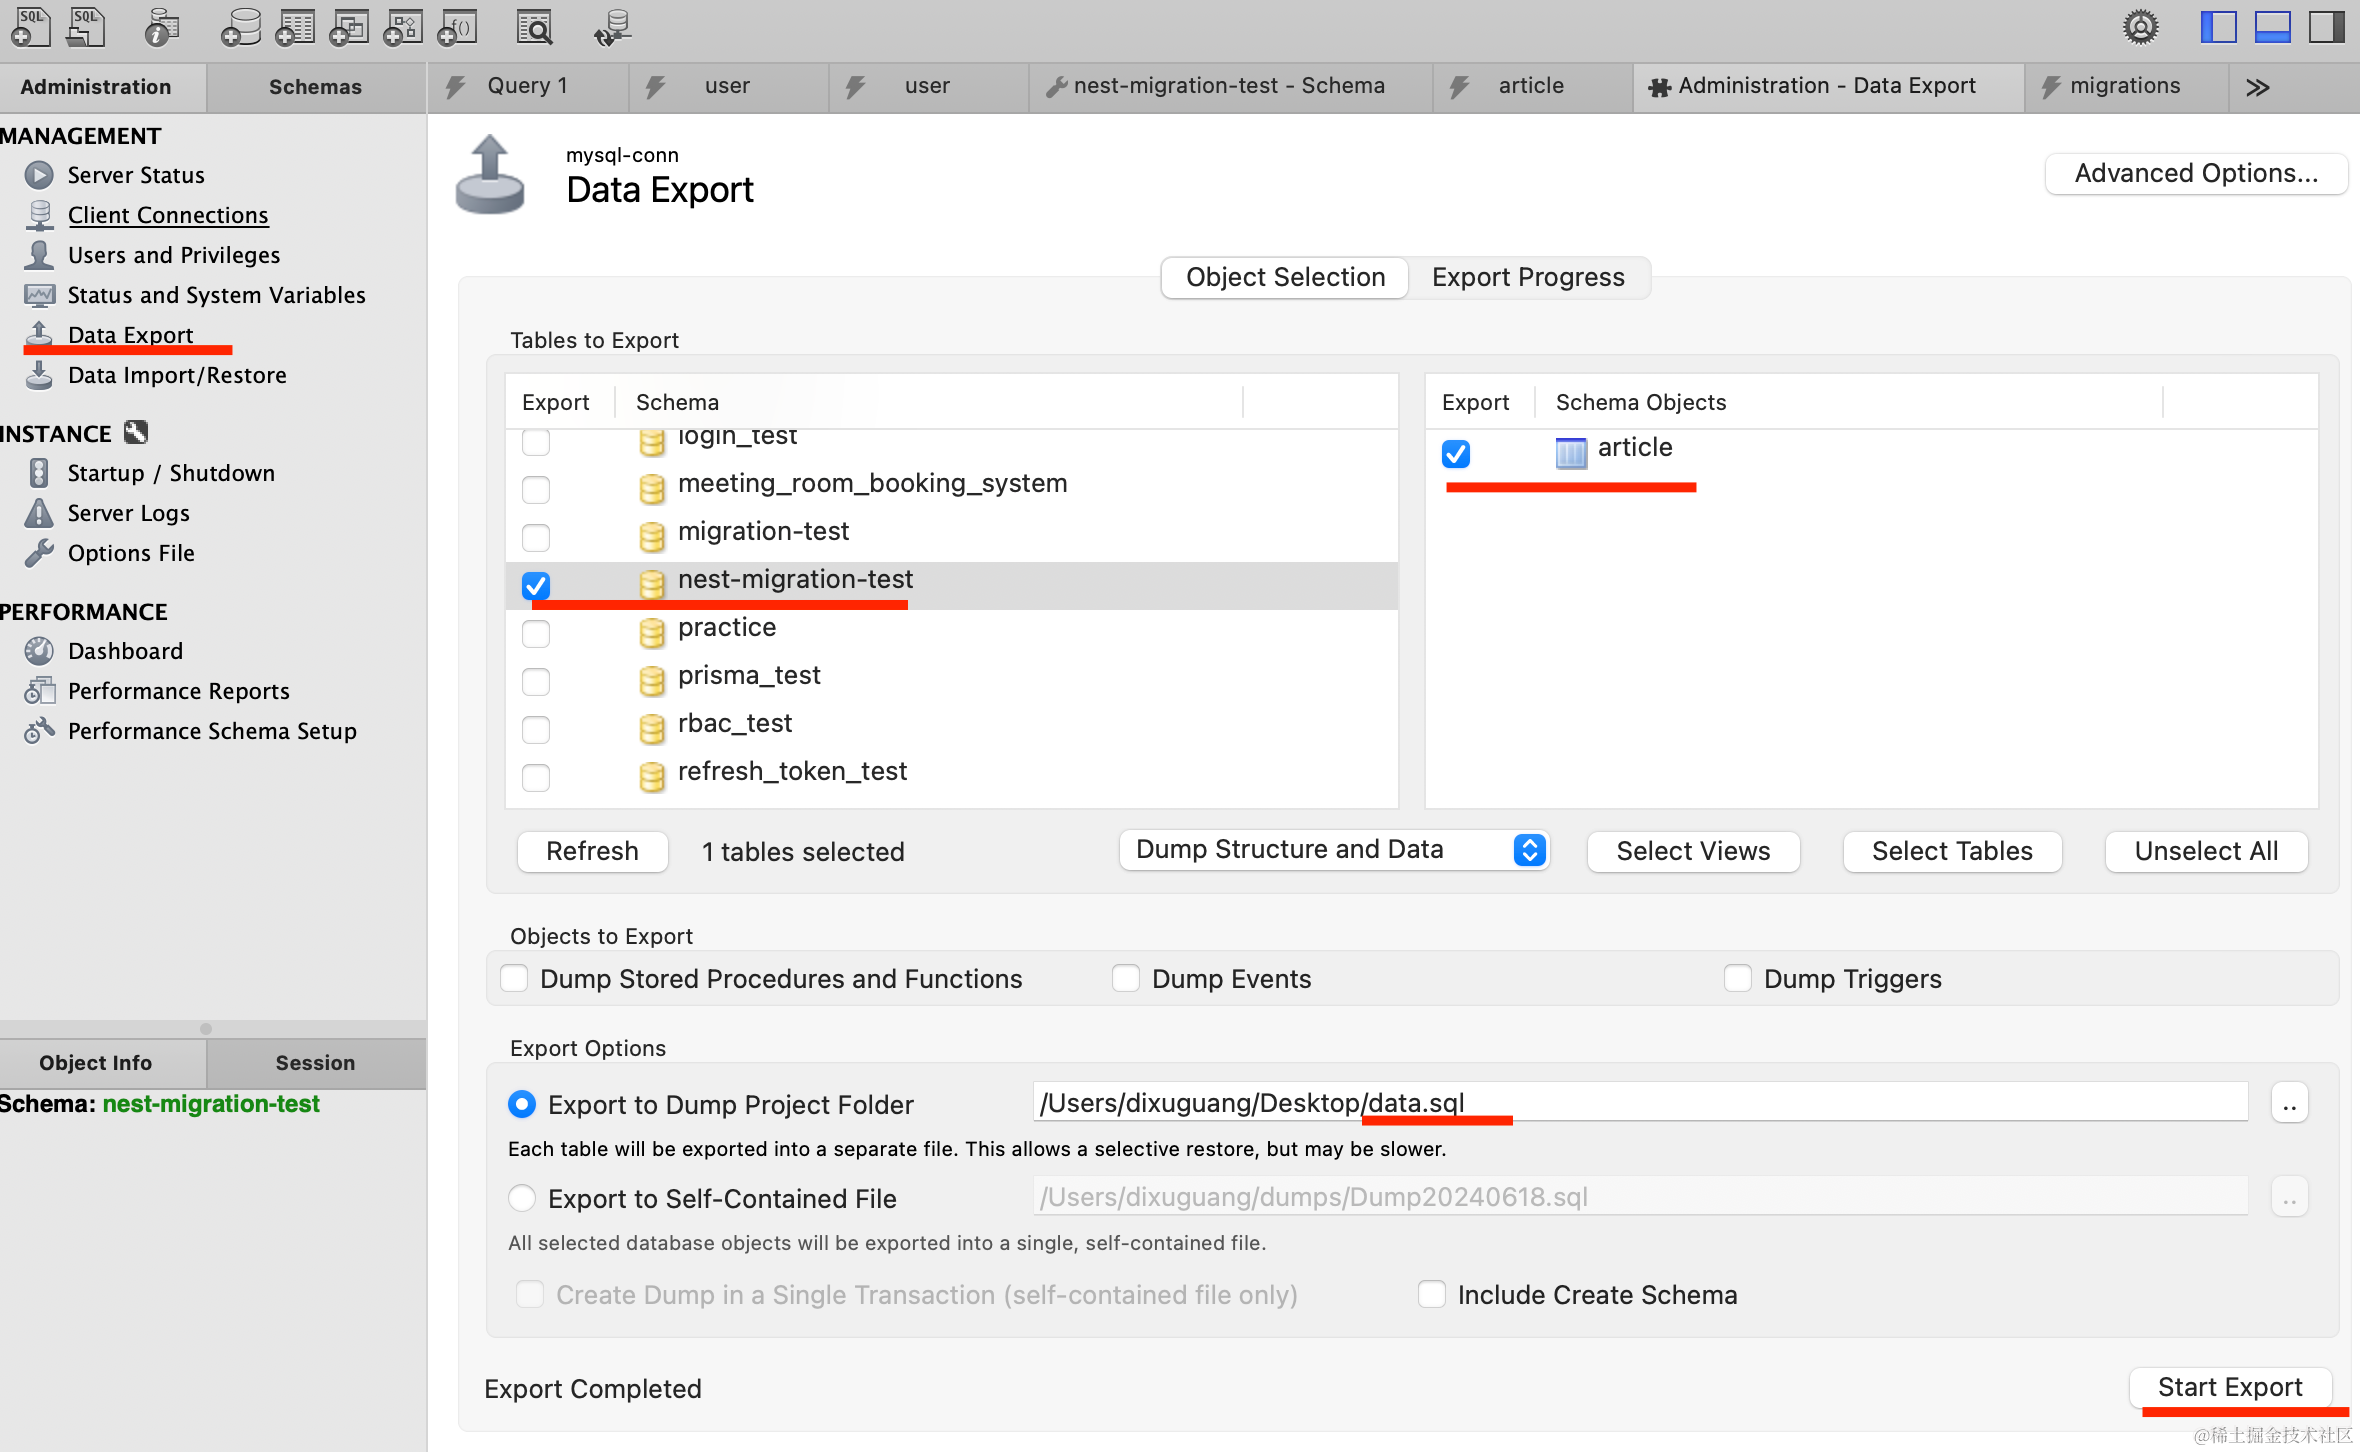 SQL
SQL
Administration
Schemas
Query 1
user
user
nest-migration-test - Schema
article
Administration - Data Export
migrations
MANAGEMENT
Server Status
Client Connections
Users and Privileges
Status and System Variables
Data Export
Data Import/Restore
INSTANCE
Startup / Shutdown
Server Logs
Options File
PERFORMANCE
Dashboard
Performance Reports
Performance Schema Setup
Object Info
Session
Schema: nest-migration-test
mysql-conn
Data Export
Advanced Options...
Object Selection
Export Progress
Tables to Export
Export
Schema
login_test
meeting_room_booking_system
migration-test
nest-migration-test
practice
prisma_test
rbac_test
refresh_token_test
Export
Schema Objects
article
Refresh
1 tables selected
Dump Structure and Data
Select Views
Select Tables
Unselect All
Objects to Export
Dump Stored Procedures and Functions
Dump Events
Dump Triggers
Export Options
Export to Dump Project Folder
/Users/dixuguang/Desktop/data.sql
..
Each table will be exported into a separate file. This allows a selective restore, but may be slower.
Export to Self-Contained File
/Users/dixuguang/dumps/Dump20240618.sql
..
All selected database objects will be exported into a single, self-contained file.
Create Dump in a Single Transaction (self-contained file only)
Include Create Schema
Export Completed
Start Export
@稀土掘金技术社区